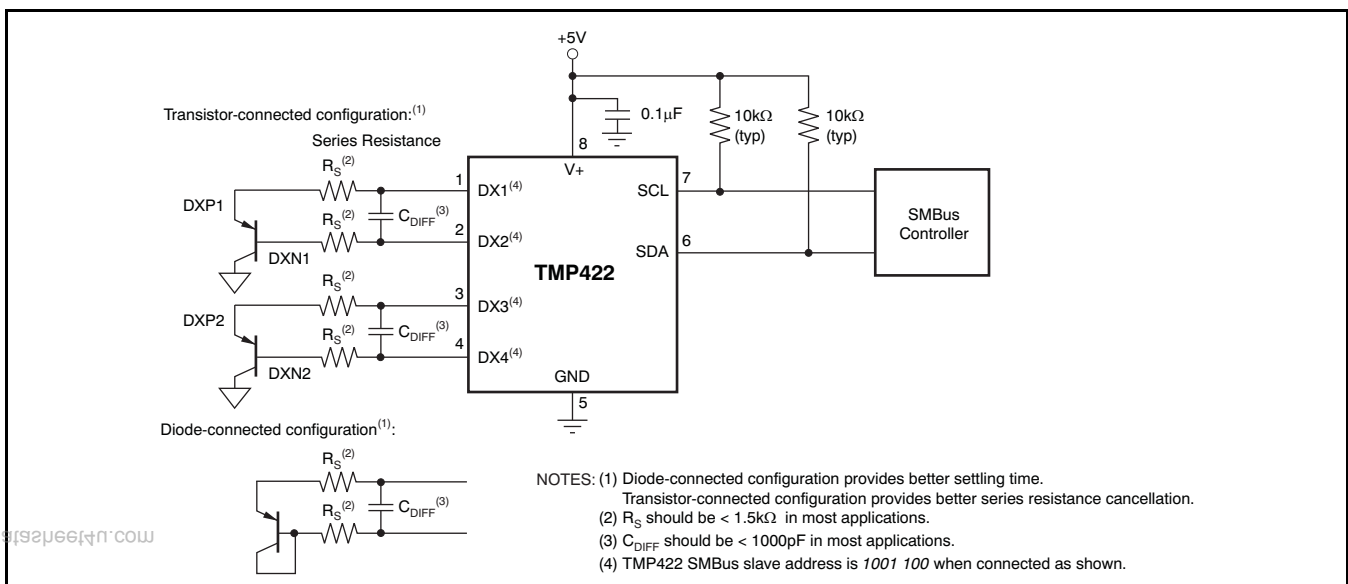 +5V
Transistor-connected configuration:(1)
Series Resistance
0.1µF
10kΩ
(typ)
10kΩ
(typ)
8
V+
RS(2)
1
DX1(4)
SCL
7
DXP1
CDIFF(3)
RS(2)
2
DX2(4)
SDA
6
SMBus
Controller
DXN1
TMP422
RS(2)
3
DX3(4)
DXP2
CDIFF(3)
RS(2)
4
DX4(4)
DXN2
GND
5
Diode-connected configuration(1):
RS(2)
CDIFF(3)
RS(2)
NOTES: (1) Diode-connected configuration provides better settling time.
Transistor-connected configuration provides better series resistance cancellation.
(2) RS should be < 1.5kΩ in most applications.
(3) CDIFF should be < 1000pF in most applications.
(4) TMP422 SMBus slave address is 1001 100 when connected as shown.
atasheet4u.com